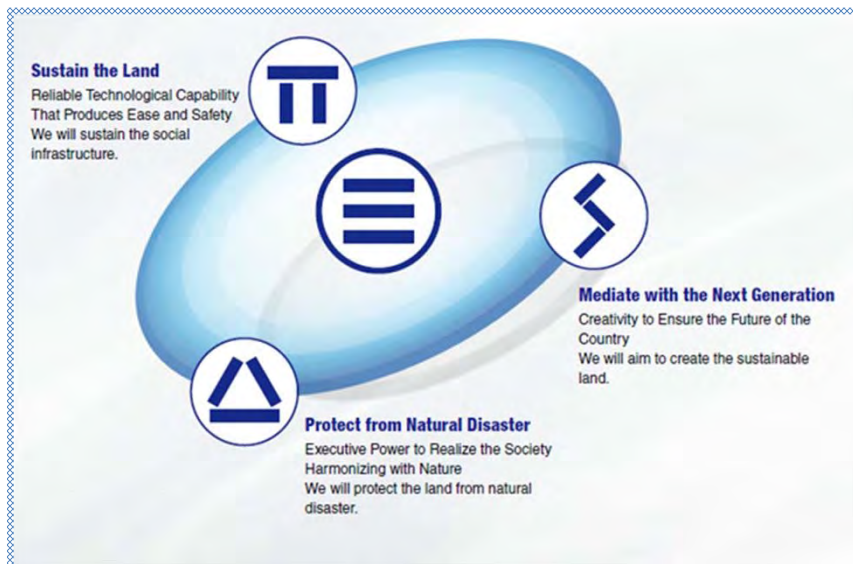 Sustain the Land
Reliable Technological Capability
That Produces Ease and Safety
We will sustain the social
infrastructure.
Mediate with the Next Generation
Creativity to Ensure the Future of the
Country
We will aim to create the sustainable
land.
Protect from Natural Disaster
Executive Power to Realize the Society
Harmonizing with Nature
We will protect the land from natural
disaster.